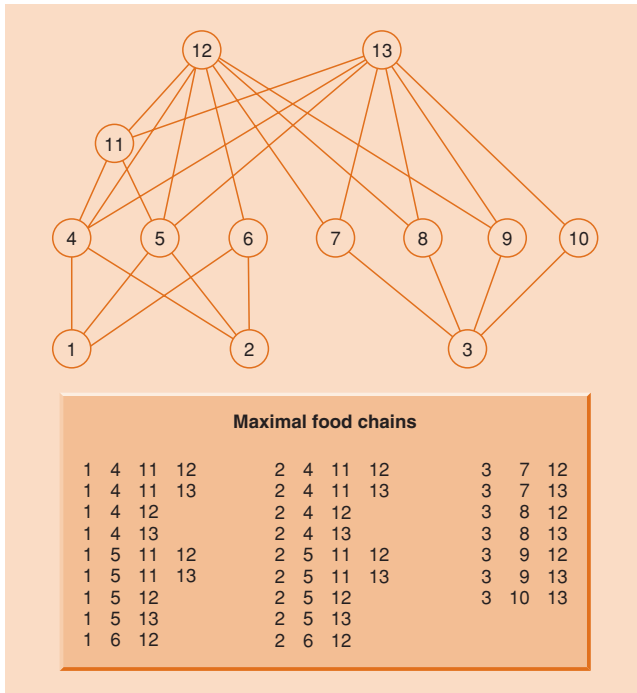 12 13
11
4 5 6 7 8 9 10
1 2 3
Maximal food chains
1 4 11 12 2 4 11 12 3 7 12
1 4 11 13 2 4 11 13 3 7 13
1 4 12 2 4 12 3 8 12
1 4 13 2 4 13 3 8 13
1 5 11 12 2 5 11 12 3 9 12
1 5 11 13 2 5 11 13 3 9 13
1 5 12 2 5 12 3 10 13
1 5 13 2 5 13
1 6 12 2 6 12